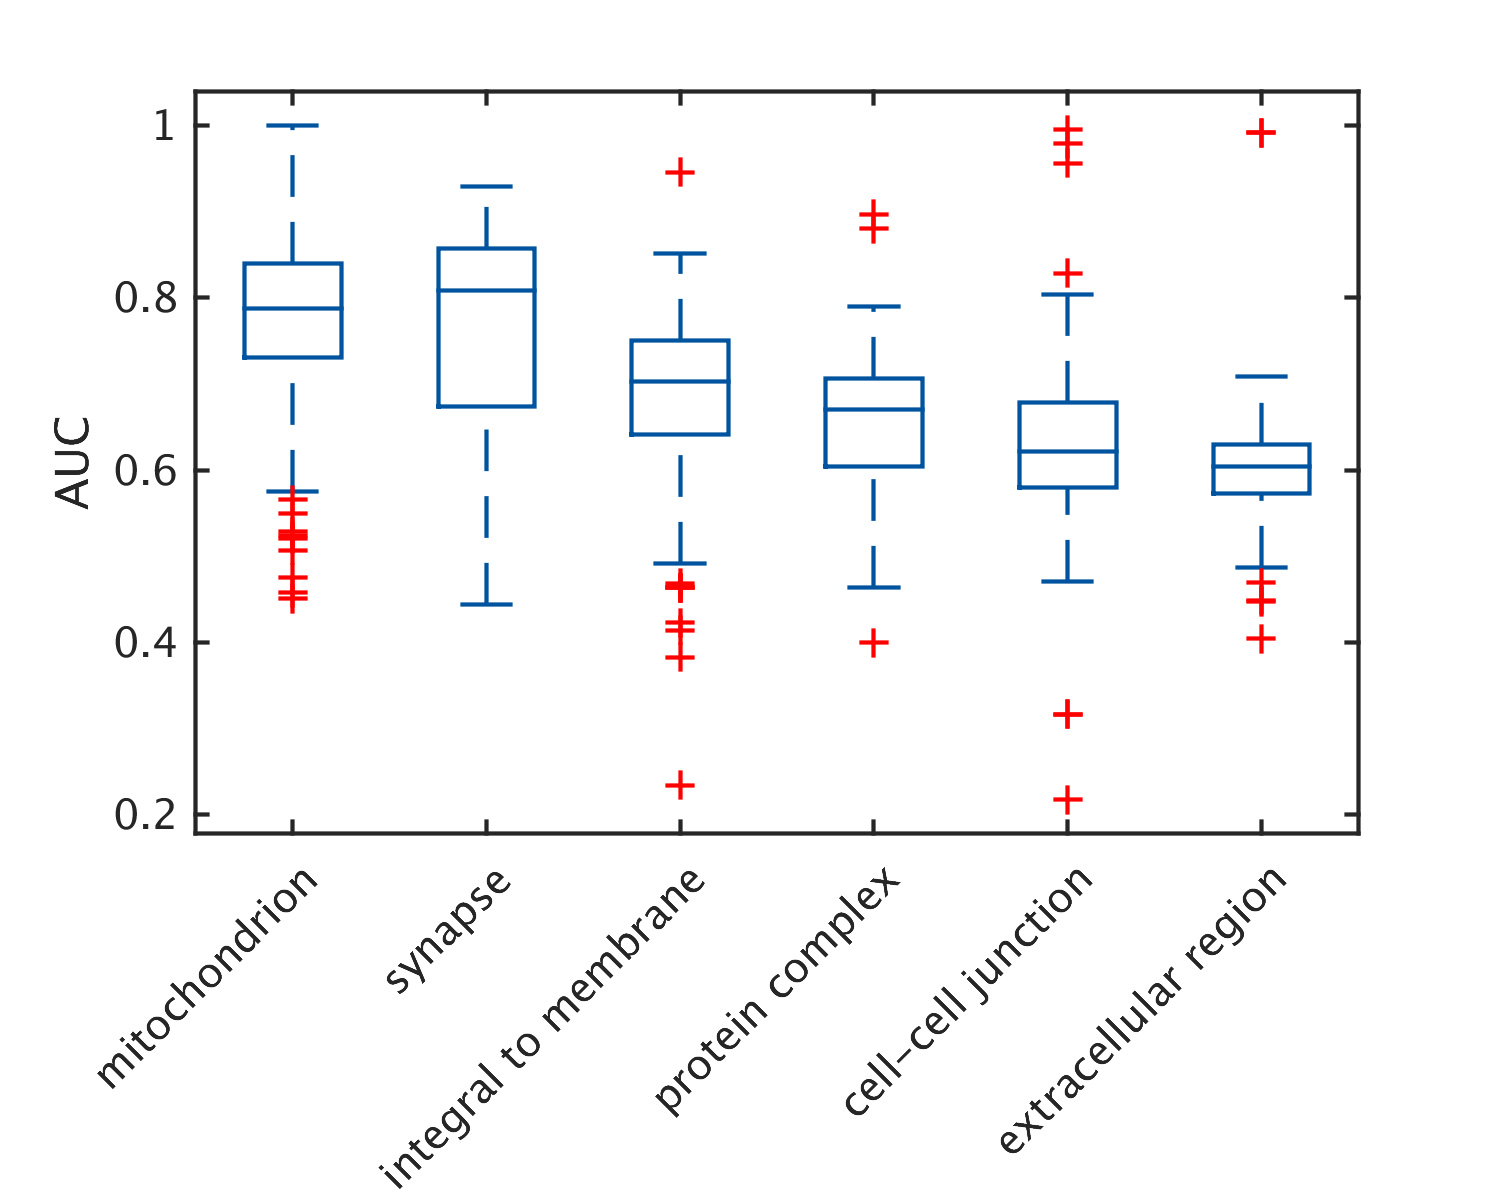 1
0.8
0.6
0.4
0.2
AUC
mitochondrion
synapse
integral to membrane
protein complex
cell–cell junction
extracellular region